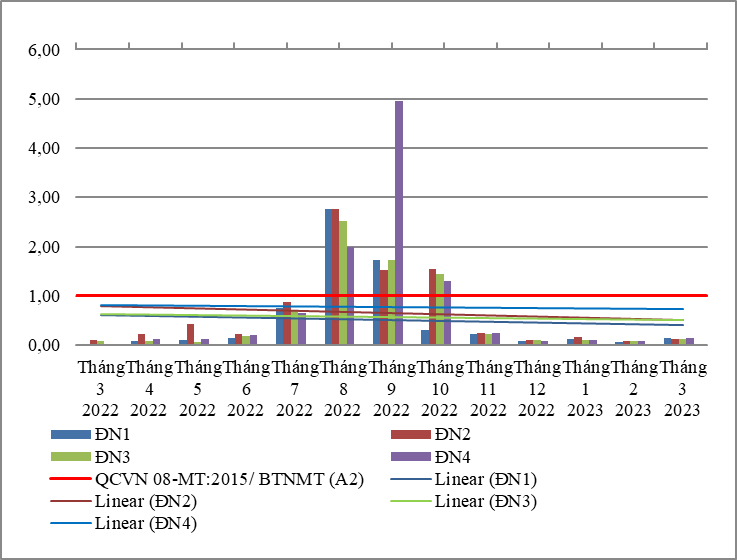 6,00
5,00
4,00
3,00
2,00
1,00
0,00
Tháng Tháng Tháng Tháng Tháng Tháng Tháng Tháng Tháng Tháng Tháng Tháng Tháng
3 4 5 6 7 8 9 10 11 12 1 2 3
2022 2022 2022 2022 2022 2022 2022 2022 2022 2022 2023 2023 2023
ĐN1 ĐN2
ĐN3 ĐN4
QCVN 08-MT:2015/ BTNMT (A2) Linear (ĐN1)
Linear (ĐN2) Linear (ĐN3)
Linear (ĐN4)